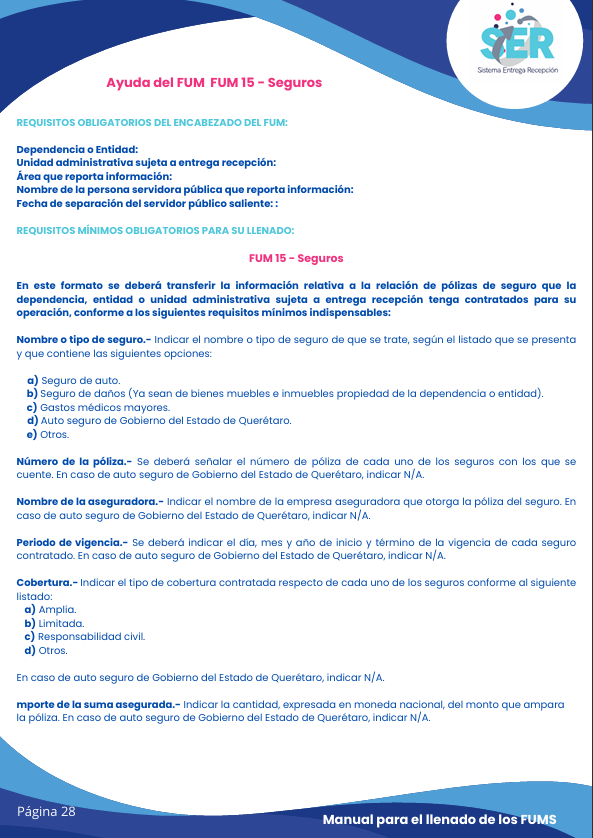 SER
Sistema Entrega Recepción
Ayuda del FUM  FUM 15 - Seguros
REQUISITOS OBLIGATORIOS DEL ENCABEZADO DEL FUM:
Dependencia o Entidad:
Unidad administrativa sujeta a entrega recepción:
Área que reporta información:
Nombre de la persona servidora pública que reporta información:
Fecha de separación del servidor público saliente: :
REQUISITOS MÍNIMOS OBLIGATORIOS PARA SU LLENADO:
FUM 15 - Seguros
En este formato se deberá transferir la información relativa a la relación de pólizas de seguro que la
dependencia, entidad o unidad administrativa sujeta a entrega recepción tenga contratados para su
operación, conforme a los siguientes requisitos mínimos indispensables:
Nombre o tipo de seguro.- Indicar el nombre o tipo de seguro de que se trate, según el listado que se presenta
y que contiene las siguientes opciones:
a) Seguro de auto.
b) Seguro de daños (Ya sean de bienes muebles e inmuebles propiedad de la dependencia o entidad).
c) Gastos médicos mayores.
d) Auto seguro de Gobierno del Estado de Querétaro.
e) Otros.
Número de la póliza.- Se deberá señalar el número de póliza de cada uno de los seguros con los que se
cuente. En caso de auto seguro de Gobierno del Estado de Querétaro, indicar N/A.
Nombre de la aseguradora.- Indicar el nombre de la empresa aseguradora que otorga la póliza del seguro. En
caso de auto seguro de Gobierno del Estado de Querétaro, indicar N/A.
Periodo de vigencia.- Se deberá indicar el día, mes y año de inicio y término de la vigencia de cada seguro
contratado. En caso de auto seguro de Gobierno del Estado de Querétaro, indicar N/A.
Cobertura.- Indicar el tipo de cobertura contratada respecto de cada uno de los seguros conforme al siguiente
listado:
a) Amplia.
b) Limitada.
c) Responsabilidad civil.
d) Otros.
En caso de auto seguro de Gobierno del Estado de Querétaro, indicar N/A.
mporte de la suma asegurada.- Indicar la cantidad, expresada en moneda nacional, del monto que ampara
la póliza. En caso de auto seguro de Gobierno del Estado de Querétaro, indicar N/A.
Página 28
Manual para el llenado de los FUMS